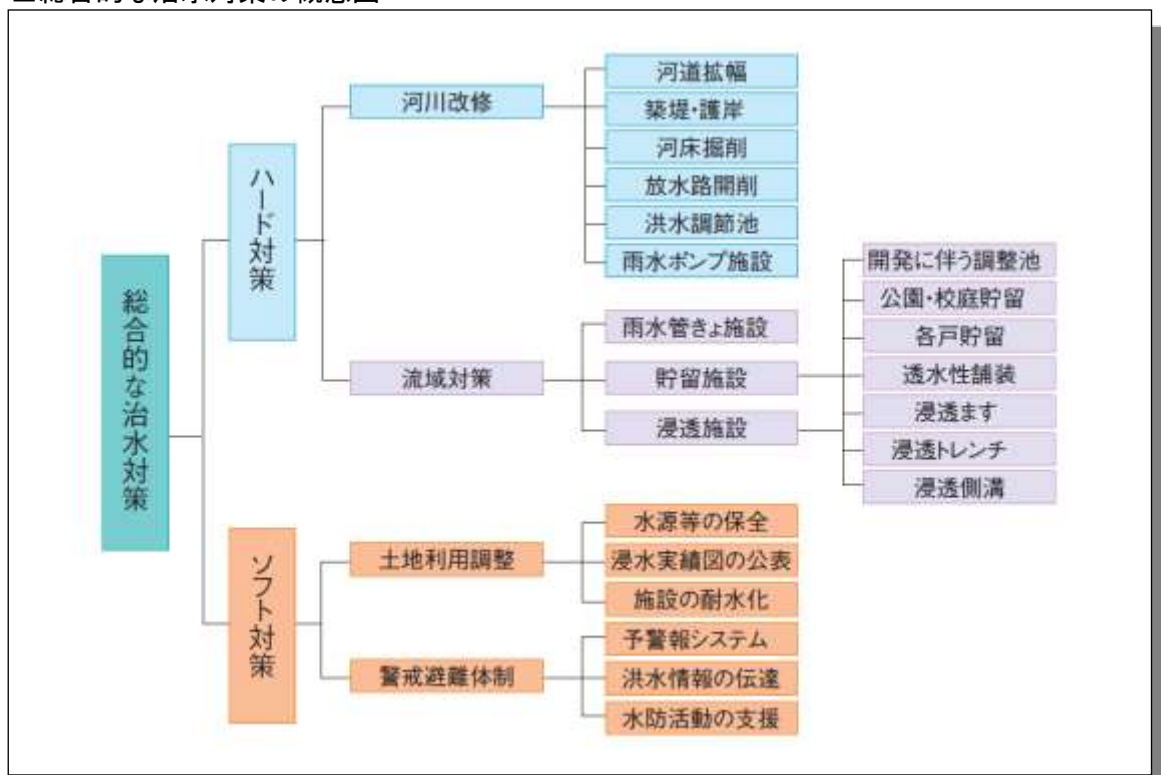 総合的な治水対策
ハード対策
河川改修
河道拡幅
築堤・護岸
河床掘削
放水路開削
洪水調節池
雨水ポンプ施設
流域対策
雨水管きょ施設
貯留施設
浸透施設
開発に伴う調整池
公園・校庭貯留
各戸貯留
透水性舗装
浸透ます
浸透トレンチ
浸透側溝
ソフト対策
土地利用調整
水源等の保全
浸水実績図の公表
施設の耐水化
警戒避難体制
予警報システム
洪水情報の伝達
水防活動の支援